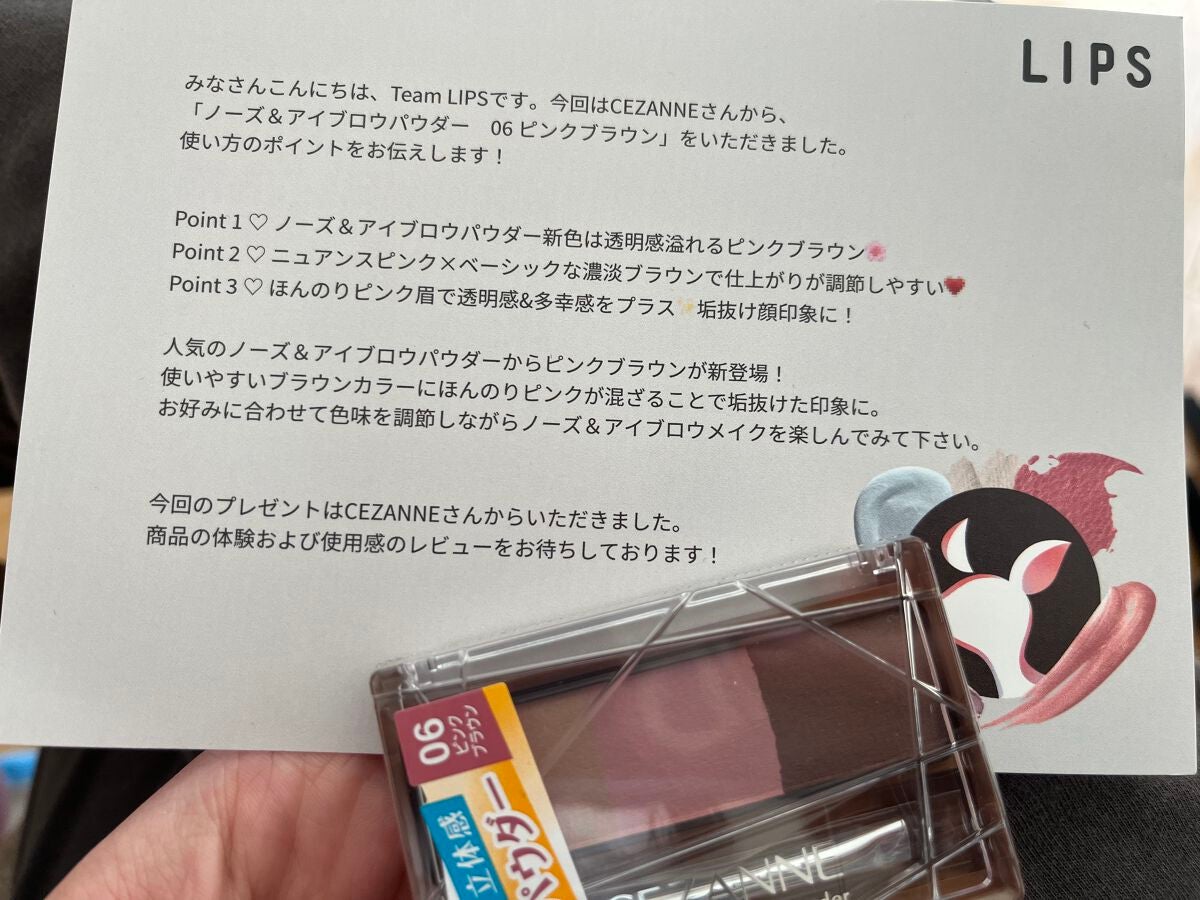 LIPS
みなさんこんにちは、Team LIPSです。今回はCEZANNEさんから、
「ノーズ＆アイブロウパウダー　06 ピンクブラウン」をいただきました。
使い方のポイントをお伝えします！
Point 1 ♡ ノーズ＆アイブロウパウダー新色は透明感溢れるピンクブラウン🌸
Point 2 ♡ ニュアンスピンク×ベーシックな濃淡ブラウンで仕上がりが調節しやすい❤
Point 3 ♡ ほんのりピンク眉で透明感&多幸感をプラス✨垢抜け顔印象に！
人気のノーズ＆アイブロウパウダーからピンクブラウンが新登場！
使いやすいブラウンカラーにほんのりピンクが混ざることで垢抜けた印象に。
お好みに合わせて色味を調節しながらノーズ＆アイブロウメイクを楽しんでみて下さい。
今回のプレゼントはCEZANNEさんからいただきました。
商品の体験および使用感のレビューをお待ちしております！
06
ピンク
ブラウン
立体感
パウダー
CEZANNE